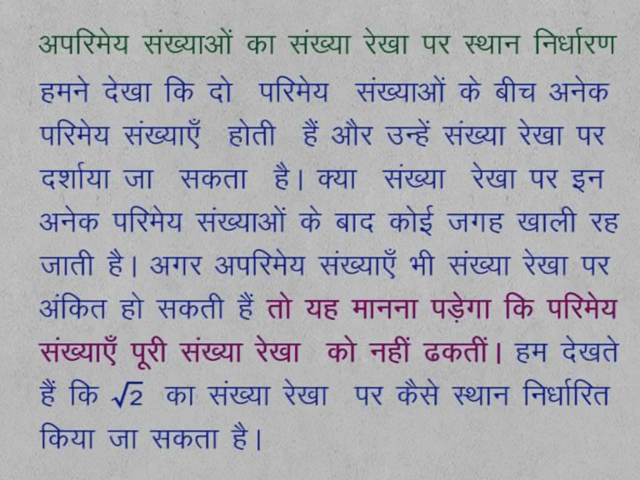 अपरिमेय संख्याओं का संख्या रेखा पर स्थान निर्धारण
हमने देखा कि दो परिमेय संख्याओं के बीच अनेक
परिमेय संख्याएँ होती हैं और उन्हें संख्या रेखा पर
दर्शाया जा सकता है। क्या संख्या रेखा पर इन
अनेक परिमेय संख्याओं के बाद कोई जगह खाली रह
जाती है। अगर अपरिमेय संख्याएँ भी संख्या रेखा पर
अंकित हो सकती हैं तो यह मानना पड़ेगा कि परिमेय
संख्याएँ पूरी संख्या रेखा को नहीं ढकतीं। हम देखते
हैं कि √2 का संख्या रेखा पर कैसे स्थान निर्धारित
किया जा सकता है।